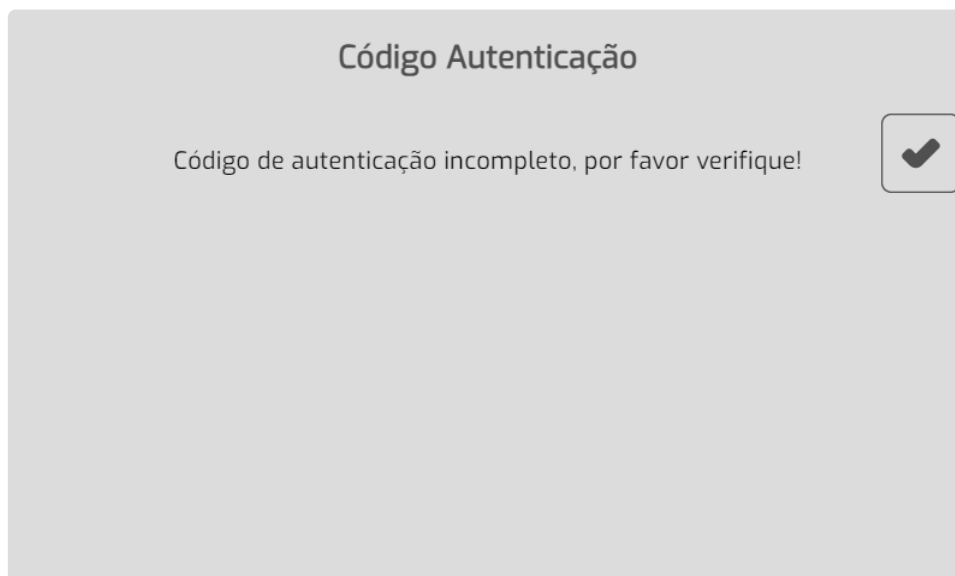 Código Autenticação
Código de autenticação incompleto, por favor verifique!